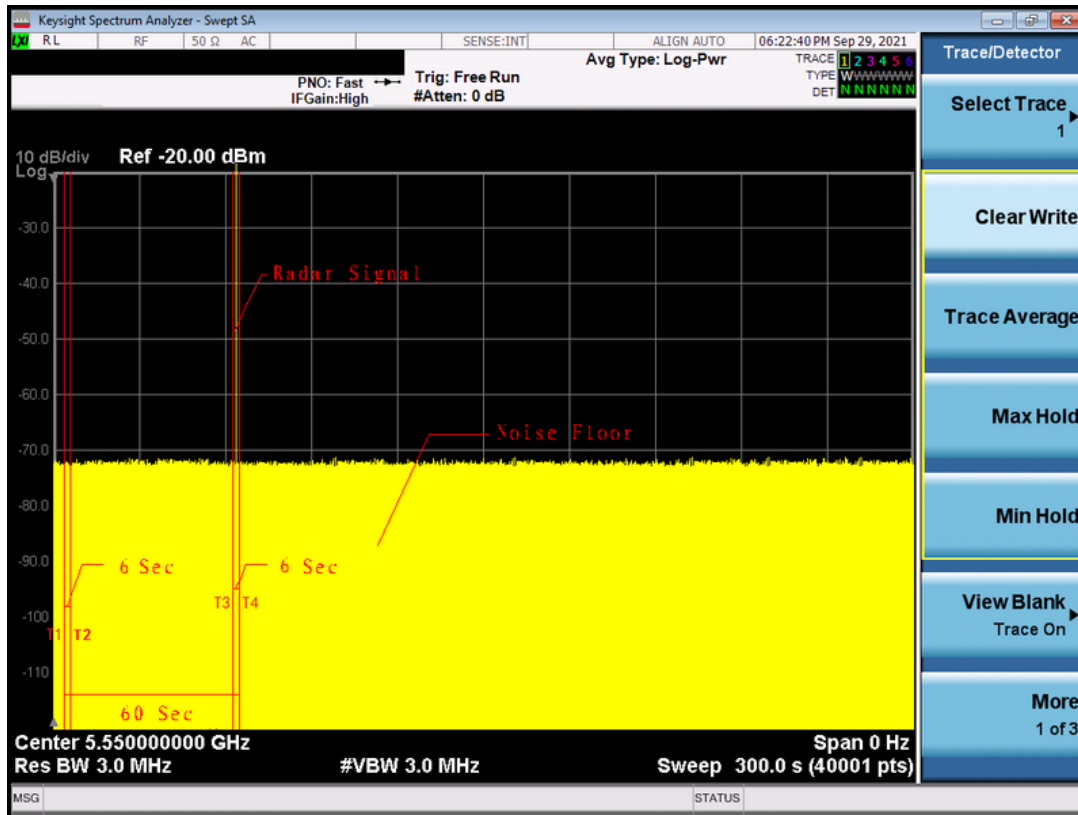 Keysight Spectrum Analyzer - Swept SA
LXI RL RF 50 Ω AC SENSE:INT ALIGN AUTO 06:22:40 PM Sep 29, 2021
Trace/Detector
Avg Type: Log-Pwr
TRACE 1 2 3 4 5 6
TYPE WWWWWW
DET N N N N N N
PNO: Fast
IFGain:High
Trig: Free Run
#Atten: 0 dB
Select Trace
1
10 dB/div Ref -20.00 dBm
Log
-30.0
-40.0
-50.0
-60.0
-70.0
-80.0
-90.0
-100
-110
Radar Signal
Noise Floor
6 Sec
6 Sec
T3 T4
T1 T2
60 Sec
Clear Write
Trace Average
Max Hold
Min Hold
View Blank
Trace On
More
1 of 3
Center 5.550000000 GHz Span 0 Hz
Res BW 3.0 MHz #VBW 3.0 MHz Sweep 300.0 s (40001 pts)
MSG STATUS